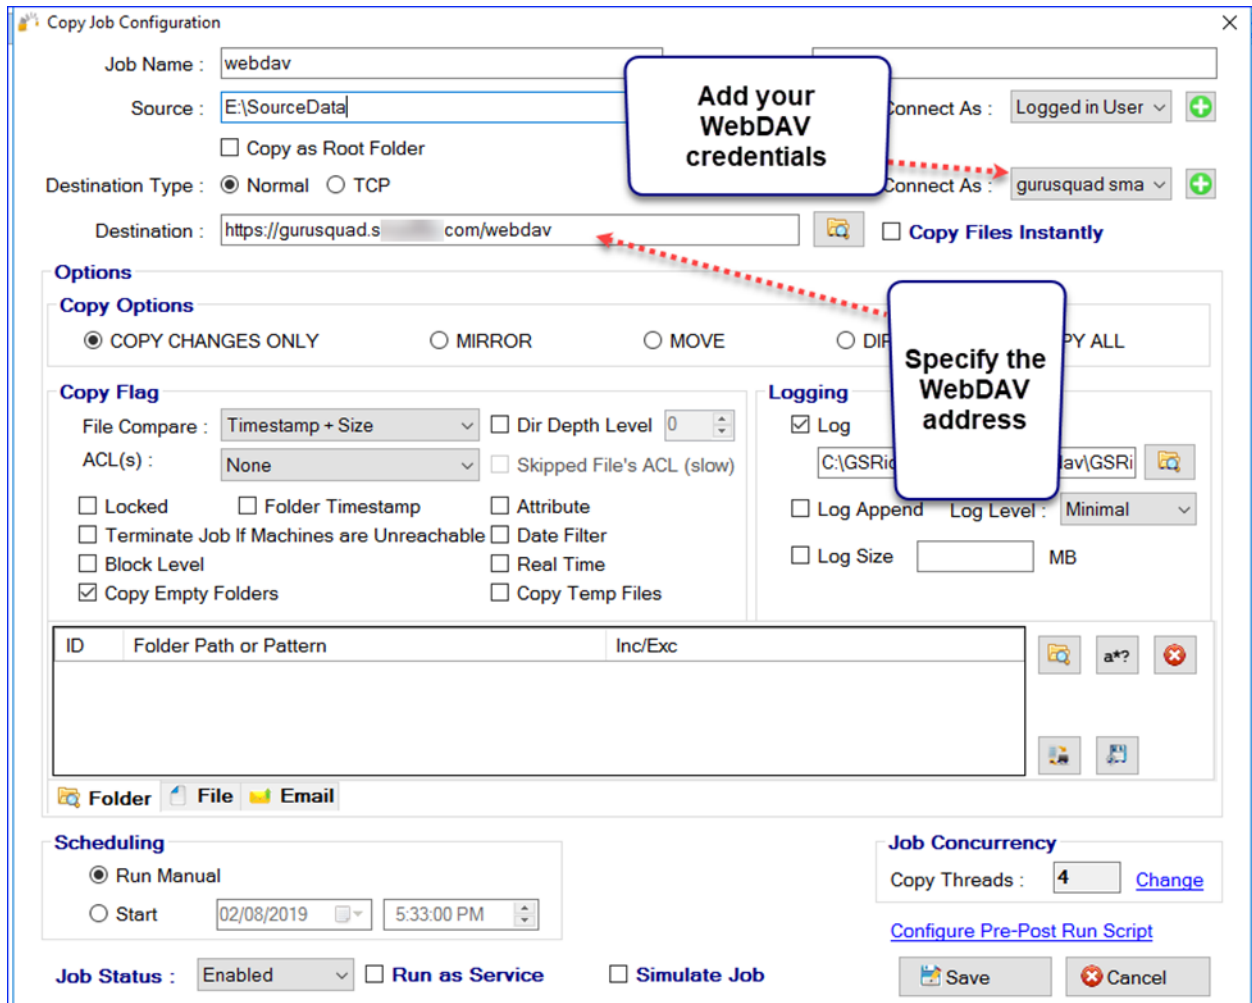 Copy Job Configuration
Job Name : webdav
Source : E:\SourceData
Add your WebDAV credentials
Connect As : Logged in User
Copy as Root Folder
Destination Type : Normal TCP
Connect As : gurusquad sma
Destination : https://gurusquad.s com/webdav
Copy Files Instantly
Options
Copy Options
COPY CHANGES ONLY MIRROR MOVE PY ALL
Specify the WebDAV address
Copy Flag
File Compare : Timestamp + Size Dir Depth Level 0
ACL(s) : None Skipped File's ACL (slow)
Locked Folder Timestamp Attribute
Terminate Job If Machines are Unreachable Date Filter
Block Level Real Time
Copy Empty Folders Copy Temp Files
Logging
Log
C:\GSRi av\GSRi
Log Append Log Level : Minimal
Log Size MB
ID Folder Path or Pattern Inc/Exc
a*?
Folder File Email
Scheduling
Run Manual
Start 02/08/2019 5:33:00 PM
Job Concurrency
Copy Threads : 4 Change
Configure Pre-Post Run Script
Job Status : Enabled Run as Service Simulate Job Save Cancel